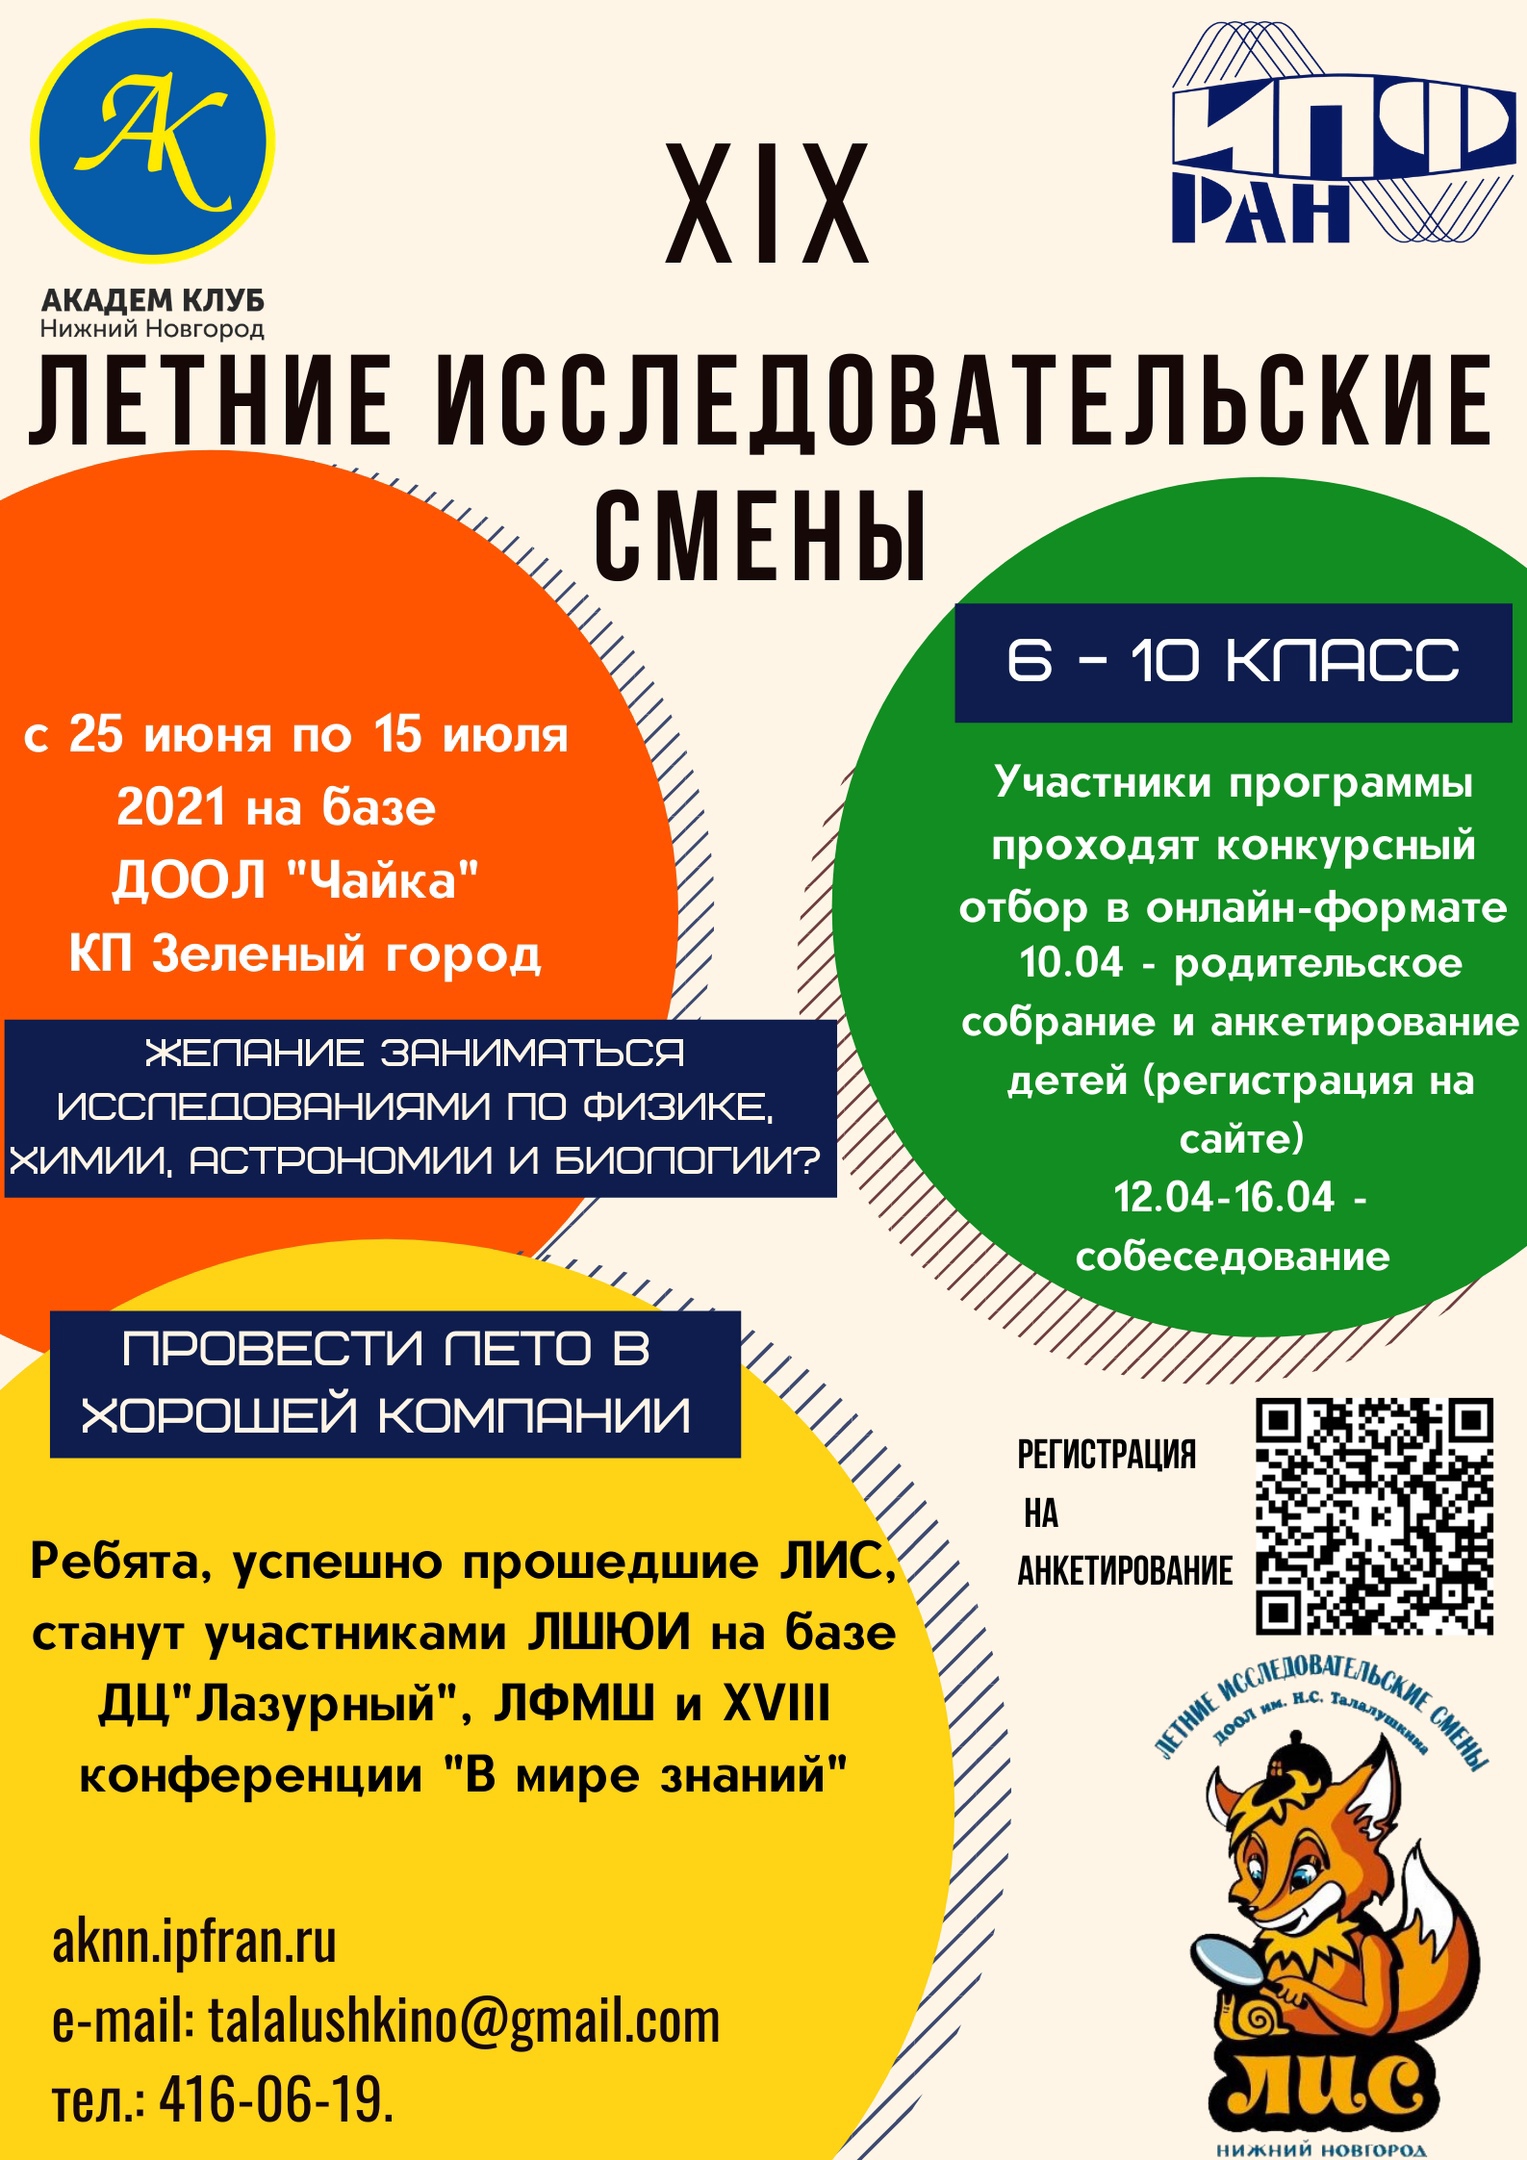 АК
АКАДЕМ КЛУБ
Нижний Новгород
ИПФ
РАН
XIX
ЛЕТНИЕ ИССЛЕДОВАТЕЛЬСКИЕ
СМЕНЫ
с 25 июня по 15 июля
2021 на базе
ДООЛ "Чайка"
КП Зеленый город
ЖЕЛАНИЕ ЗАНИМАТЬСЯ
ИССЛЕДОВАНИЯМИ ПО ФИЗИКЕ,
ХИМИИ, АСТРОНОМИИ И БИОЛОГИИ?
6 - 10 КЛАСС
Участники программы
проходят конкурсный
отбор в онлайн-формате
10.04 - родительское
собрание и анкетирование
детей (регистрация на
сайте)
12.04-16.04 -
собеседование
ПРОВЕСТИ ЛЕТО В
ХОРОШЕЙ КОМПАНИИ
Ребята, успешно прошедшие ЛИС,
станут участниками ЛШЮИ на базе
ДЦ"Лазурный", ЛФМШ и XVIII
конференции "В мире знаний"
aknn.ipfran.ru
e-mail: talalushkino@gmail.com
тел.: 416-06-19.
РЕГИСТРАЦИЯ
НА
АНКЕТИРОВАНИЕ
ЛЕТНИЕ ИССЛЕДОВАТЕЛЬСКИЕ СМЕНЫ
ДООЛ им. Н.С. Талалушкина
ЛИС
НИЖНИЙ НОВГОРОД